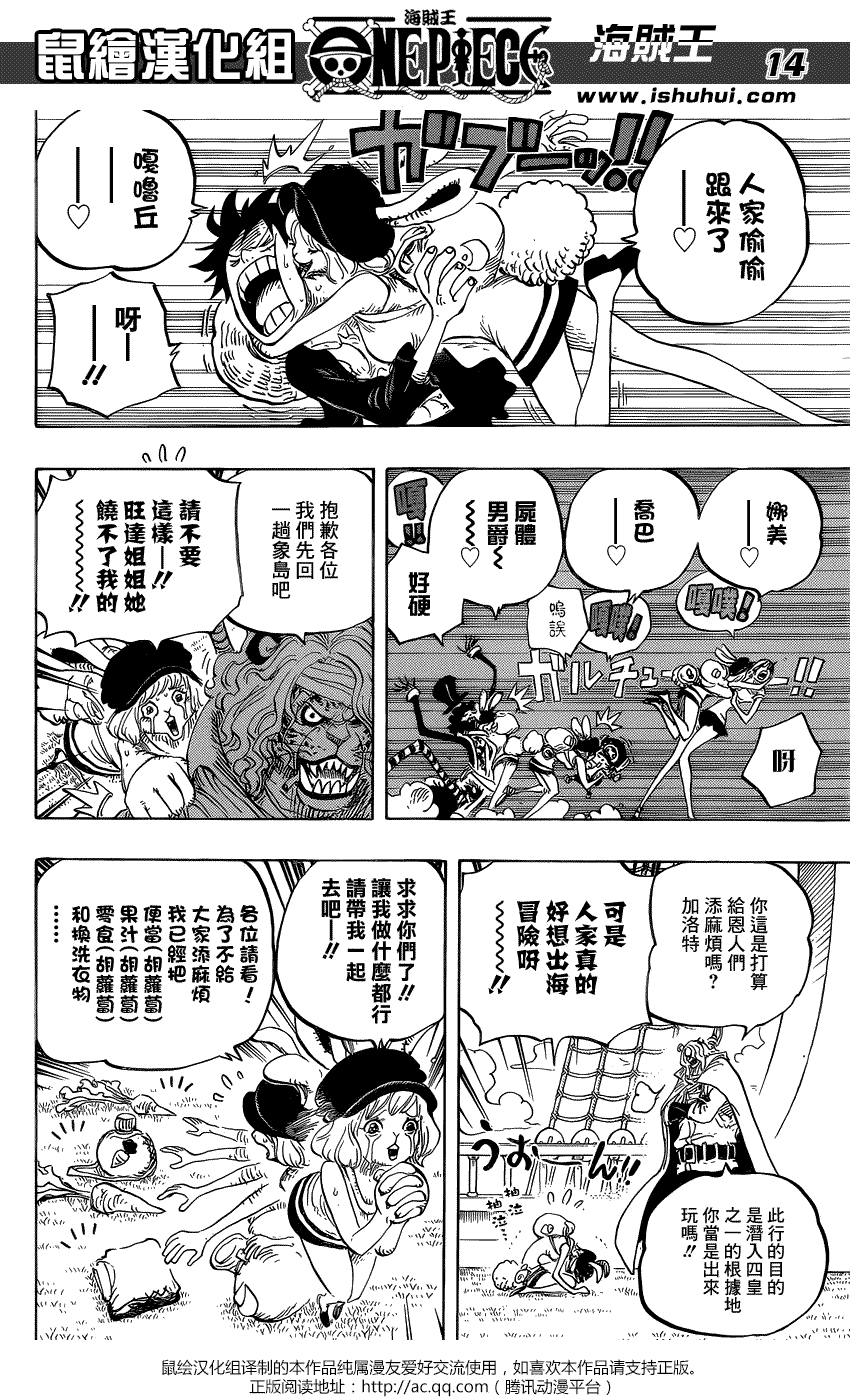 鼠繪漢化組
海賊王
ONE PIECE
海賊王
14
www.ishuhui.com
人家偷偷
跟來了
——♡
ガブーッ!!
嘎嚕丘
——
♡
呀—
——!!
娜美
——♡
喬巴
——♡
屍體
男爵~
~~~♡
嘎!!
好硬
嗚誒
嘎噗!
嘎噗!
ガルチュー!!
呀
抱歉各位
我們先回
一趟象島吧
請不要
這樣—!!
旺達姐姐她
饒不了我的
~~~~!!
你這是打算
給恩人們
添麻煩嗎?
加洛特
可是
人家真的
好想出海
冒險呀
うおーん!!
抽泣…
抽泣…
此行的目的
是潛入四皇
之一的根據地
你當是出來
玩嗎!!
求求你們了!!
讓我做什麼都行
請帶我一起
去吧—!!
各位請看!
為了不給
大家添麻煩
我已經把
便當(胡蘿蔔)
果汁(胡蘿蔔)
零食(胡蘿蔔)
和換洗衣物
……
鼠绘汉化组译制的本作品纯属漫友爱好交流使用，如喜欢本作品请支持正版。
正版阅读地址：http://ac.qq.com（腾讯动漫平台）